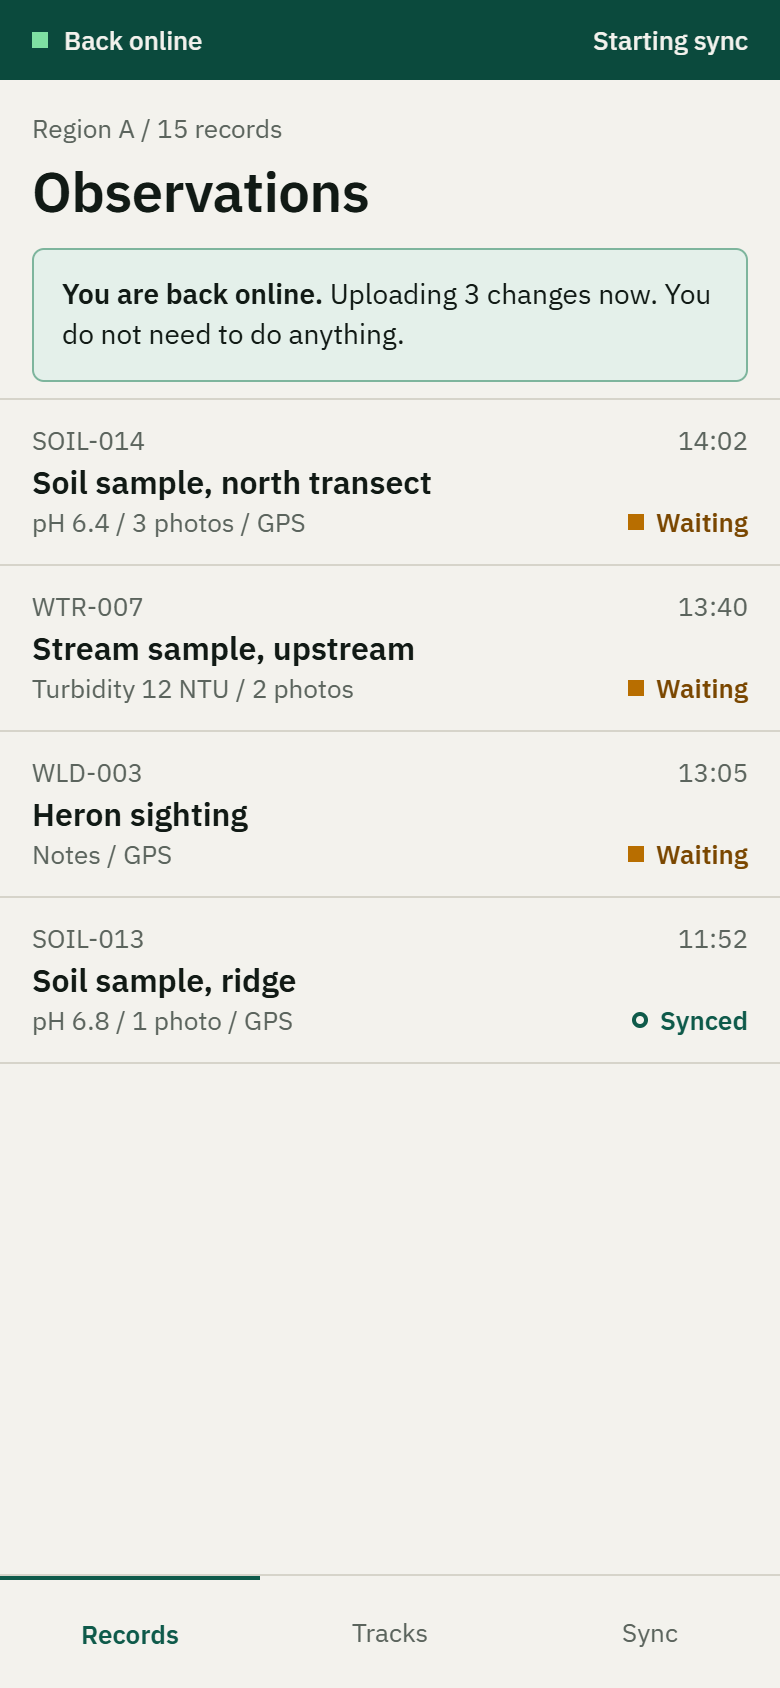 Back online
Starting sync
Region A / 15 records
Observations
You are back online. Uploading 3 changes now. You
do not need to do anything.
SOIL-014
14:02
Soil sample, north transect
pH 6.4 / 3 photos / GPS
Waiting
WTR-007
13:40
Stream sample, upstream
Turbidity 12 NTU / 2 photos
Waiting
WLD-003
13:05
Heron sighting
Notes / GPS
Waiting
SOIL-013
11:52
Soil sample, ridge
pH 6.8 / 1 photo / GPS
Synced
Records
Tracks
Sync